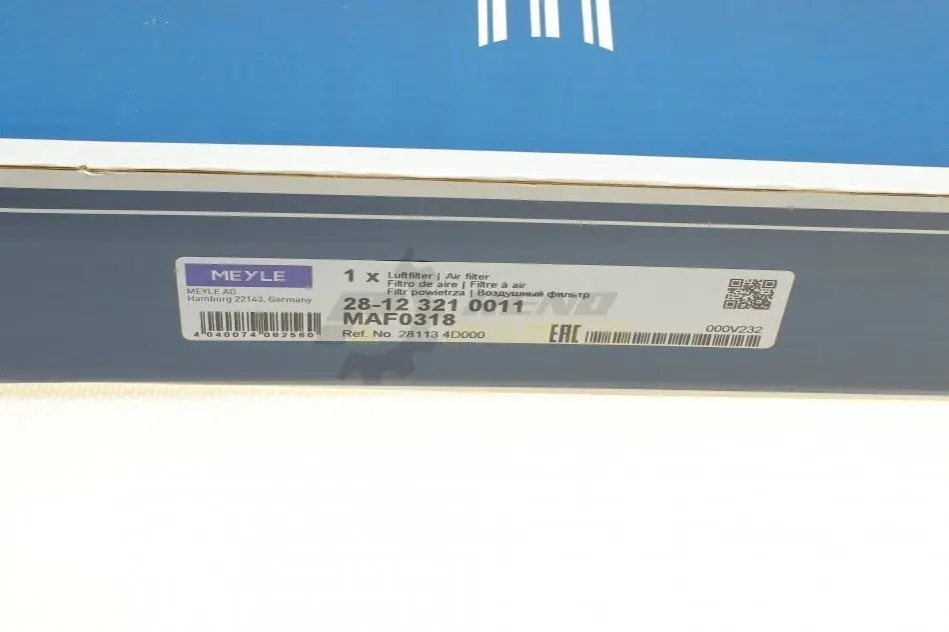 MEYLE
MEYLE AG
Hamburg 22143, Germany
4 040074 082560
1 x Luftfilter | Air filter
Filtro de aire | Filtre à air
Filtr powietrza | Воздушный фильтр
28-12 321 0011
MAF0318
Ref. No. 28113 4D000
EAC
000V232